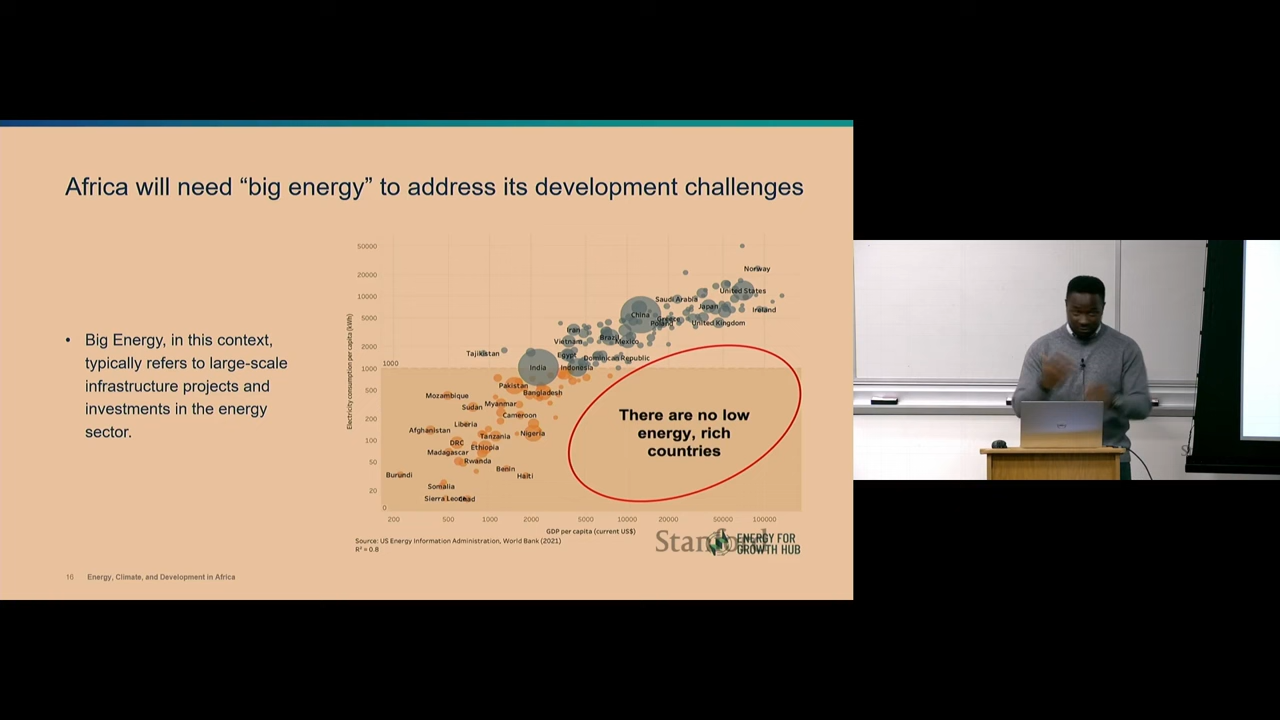 Africa will need “big energy” to address its development challenges
• Big Energy, in this context,
typically refers to large-scale
infrastructure projects and
investments in the energy
sector.
Electricity consumption per capita (kWh)
50000
20000
10000
5000
2000
1000
500
200
100
50
20
0
1000
Norway
United States
Saudi Arabia
Japan
Ireland
China
Greece
Poland
United Kingdom
Iran
Brazil
Vietnam
Mexico
Tajikistan
Egypt
Dominican Republic
India
Indonesia
Pakistan
Bangladesh
Mozambique
Myanmar
Sudan
Cameroon
Liberia
Afghanistan
Nigeria
Tanzania
DRC
Ethiopia
Madagascar
Rwanda
Benin
Burundi
Haiti
Somalia
Sierra Leone
Chad
There are no low
energy, rich
countries
200
500
1000
2000
5000
10000
20000
50000
100000
GDP per capita (current US$)
Source: US Energy Information Administration, World Bank (2021)
R² = 0.8
Stanford
ENERGY FOR
GROWTH HUB
16 Energy, Climate, and Development in Africa